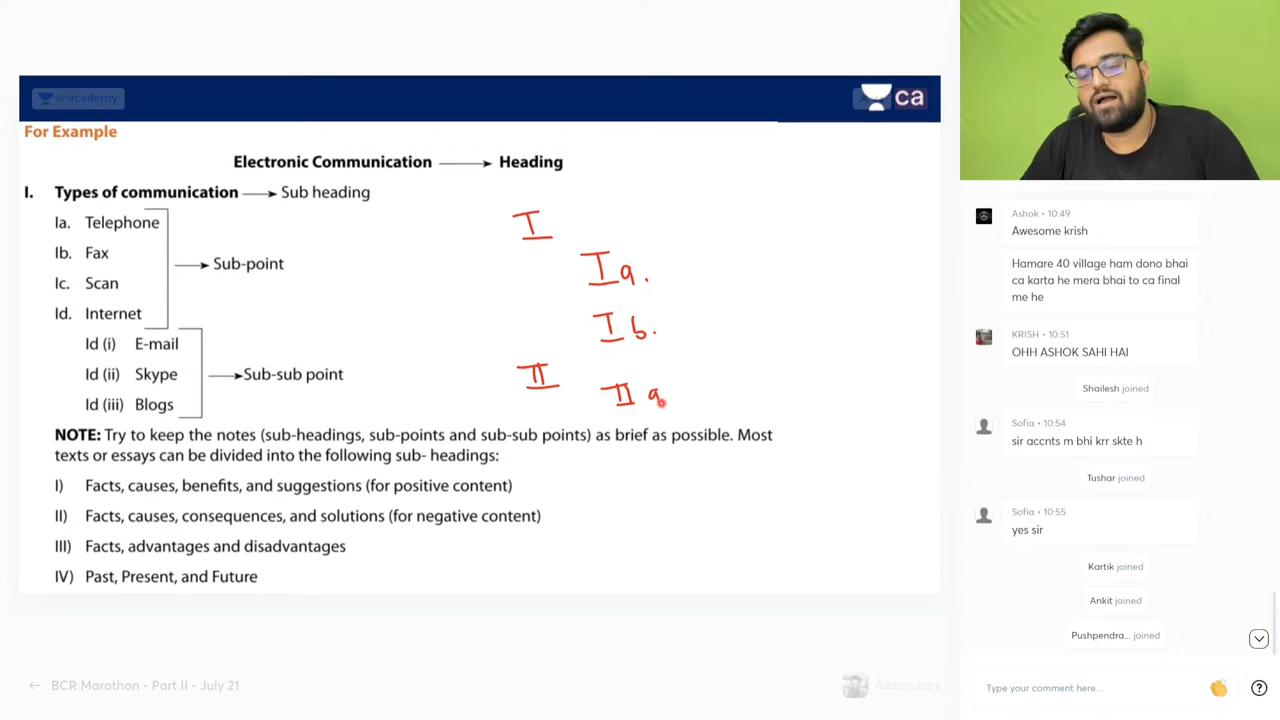 unacademy
ca
For Example
Electronic Communication → Heading
I. Types of communication → Sub heading
Ia. Telephone
Ib. Fax
→ Sub-point
Ic. Scan
Id. Internet
Id (i) E-mail
Id (ii) Skype
→ Sub-sub point
Id (iii) Blogs
I
I a.
I b.
II
II a
NOTE: Try to keep the notes (sub-headings, sub-points and sub-sub points) as brief as possible. Most
texts or essays can be divided into the following sub- headings:
I) Facts, causes, benefits, and suggestions (for positive content)
II) Facts, causes, consequences, and solutions (for negative content)
III) Facts, advantages and disadvantages
IV) Past, Present, and Future
← BCR Marathon - Part II - July 21
Ashok • 10:49
Awesome krish
Hamare 40 village ham dono bhai
ca karta he mera bhai to ca final
me he
KRISH • 10:51
OHH ASHOK SAHI HAI
Shailesh joined
Sofia • 10:54
sir accnts m bhi krr skte h
Tushar joined
Sofia • 10:55
yes sir
Kartik joined
Ankit joined
Pushpendra... joined
Type your comment here...